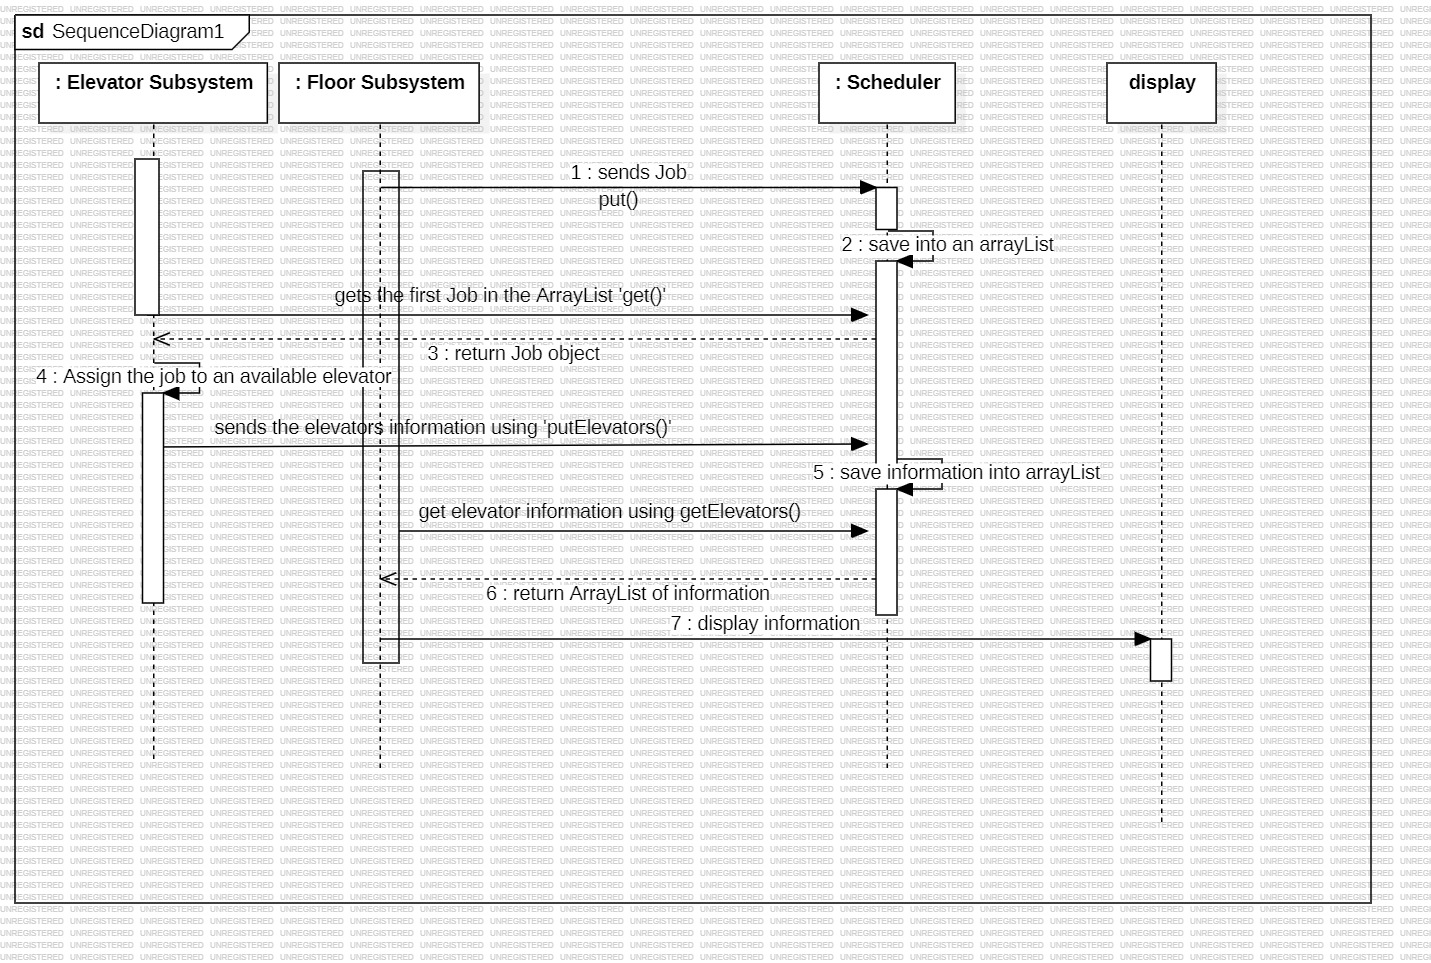 sd SequenceDiagram1
: Elevator Subsystem
: Floor Subsystem
: Scheduler
display
1 : sends Job
put()
2 : save into an arrayList
gets the first Job in the ArrayList 'get()'
3 : return Job object
4 : Assign the job to an available elevator
sends the elevators information using 'putElevators()'
5 : save information into arrayList
get elevator information using getElevators()
6 : return ArrayList of information
7 : display information
UNREGISTERED